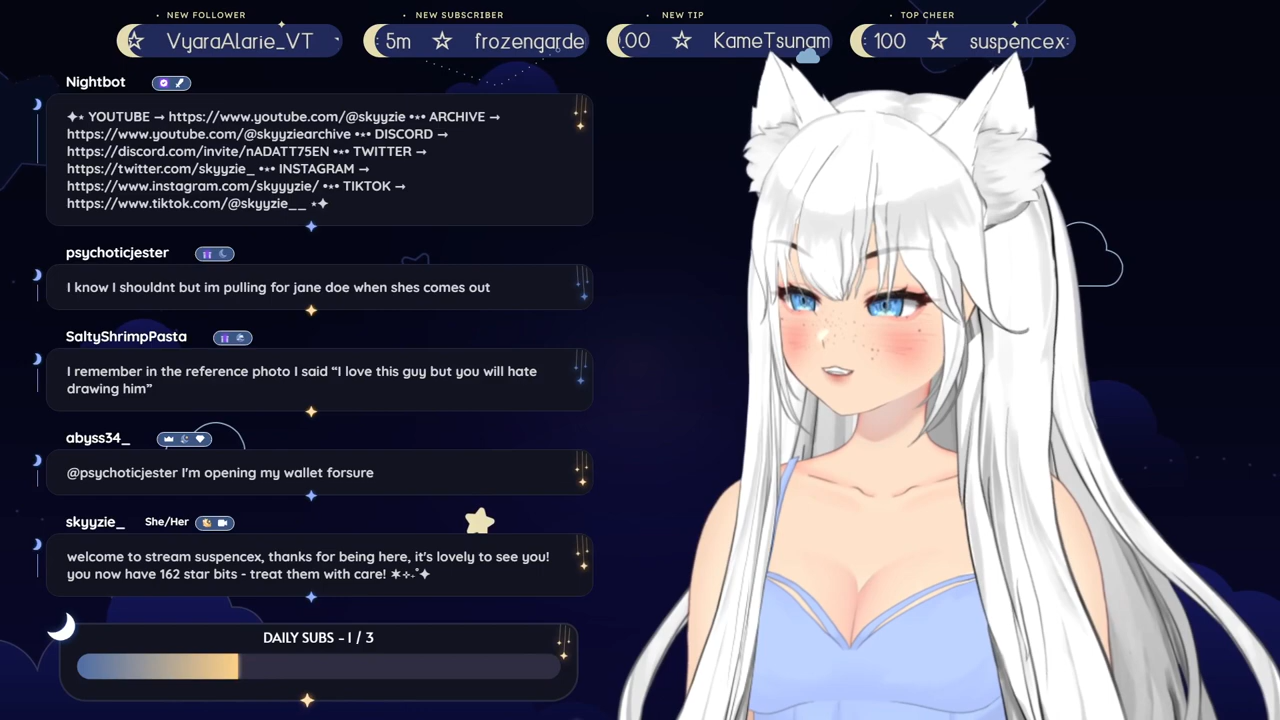 NEW FOLLOWER
NEW SUBSCRIBER
NEW TIP
TOP CHEER
VyaraAlarie_VT
5m ☆ frozengarde
.00 ☆ KameTsunam
: 100 ☆ suspencex:
Nightbot
✦⋆ YOUTUBE → https://www.youtube.com/@skyyzie •⋆• ARCHIVE →
https://www.youtube.com/@skyyziearchive •⋆• DISCORD →
https://discord.com/invite/nADATT75EN •⋆• TWITTER →
https://twitter.com/skyyzie_ •⋆• INSTAGRAM →
https://www.instagram.com/skyyyzie/ •⋆• TIKTOK →
https://www.tiktok.com/@skyyzie__ ⋆✦
psychoticjester
I know I shouldnt but im pulling for jane doe when shes comes out
SaltyShrimpPasta
I remember in the reference photo I said “I love this guy but you will hate
drawing him”
abyss34_
@psychoticjester I'm opening my wallet forsure
skyyzie_ She/Her
welcome to stream suspencex, thanks for being here, it's lovely to see you!
you now have 162 star bits - treat them with care! ✶⊹˖˚✦
DAILY SUBS - 1 / 3